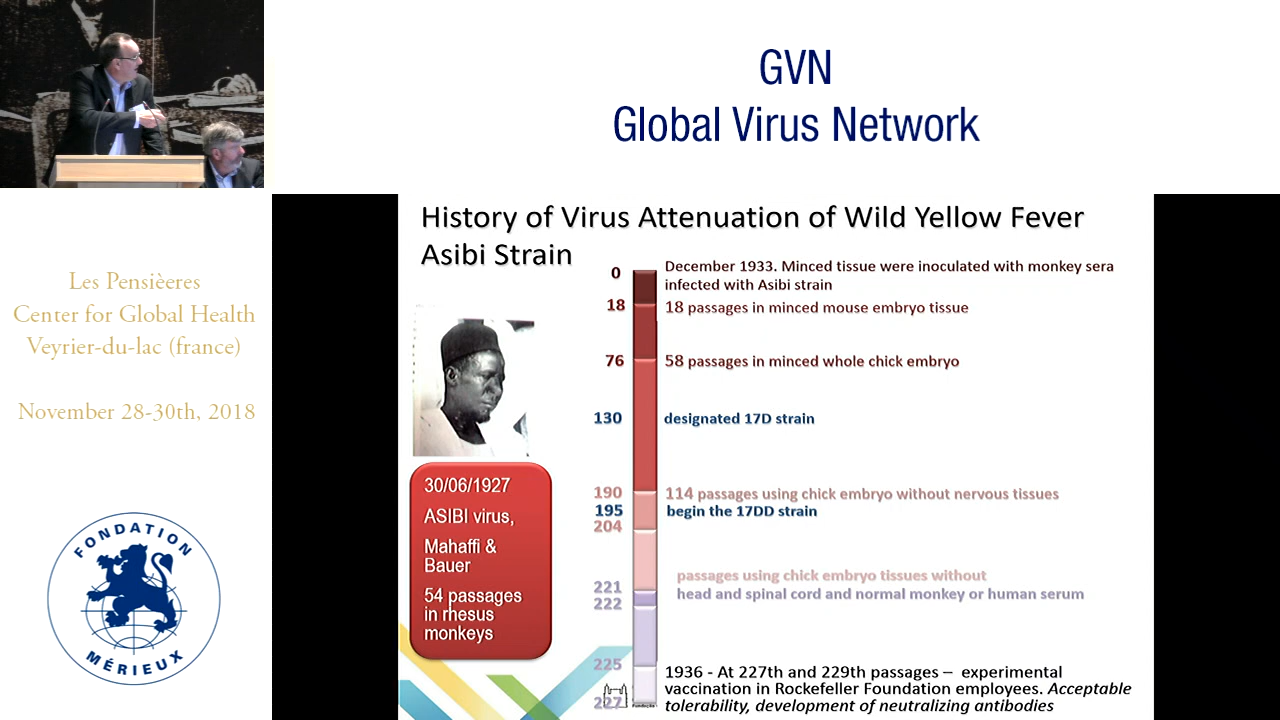 GVN
Global Virus Network
Les Pensièeres
Center for Global Health
Veyrier-du-lac (france)
November 28-30th, 2018
FONDATION
MÉRIEUX
History of Virus Attenuation of Wild Yellow Fever
Asibi Strain
30/06/1927
ASIBI virus,
Mahaffi &
Bauer
54 passages
in rhesus
monkeys
0 December 1933. Minced tissue were inoculated with monkey sera
infected with Asibi strain
18 18 passages in minced mouse embryo tissue
76 58 passages in minced whole chick embryo
130 designated 17D strain
190 114 passages using chick embryo without nervous tissues
195 begin the 17DD strain
204
passages using chick embryo tissues without
221 head and spinal cord and normal monkey or human serum
222
225 1936 - At 227th and 229th passages – experimental
vaccination in Rockefeller Foundation employees. Acceptable
227 tolerability, development of neutralizing antibodies